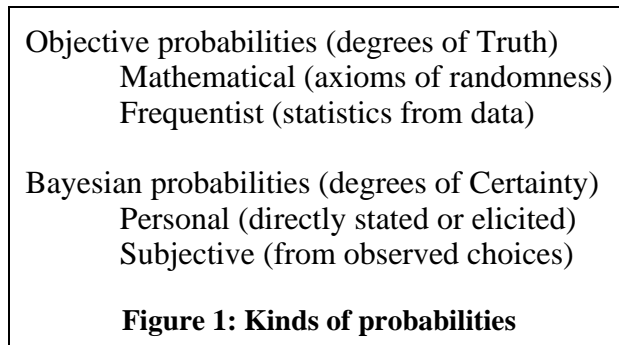 Objective probabilities (degrees of Truth)
Mathematical (axioms of randomness)
Frequentist (statistics from data)
Bayesian probabilities (degrees of Certainty)
Personal (directly stated or elicited)
Subjective (from observed choices)
Figure 1: Kinds of probabilities